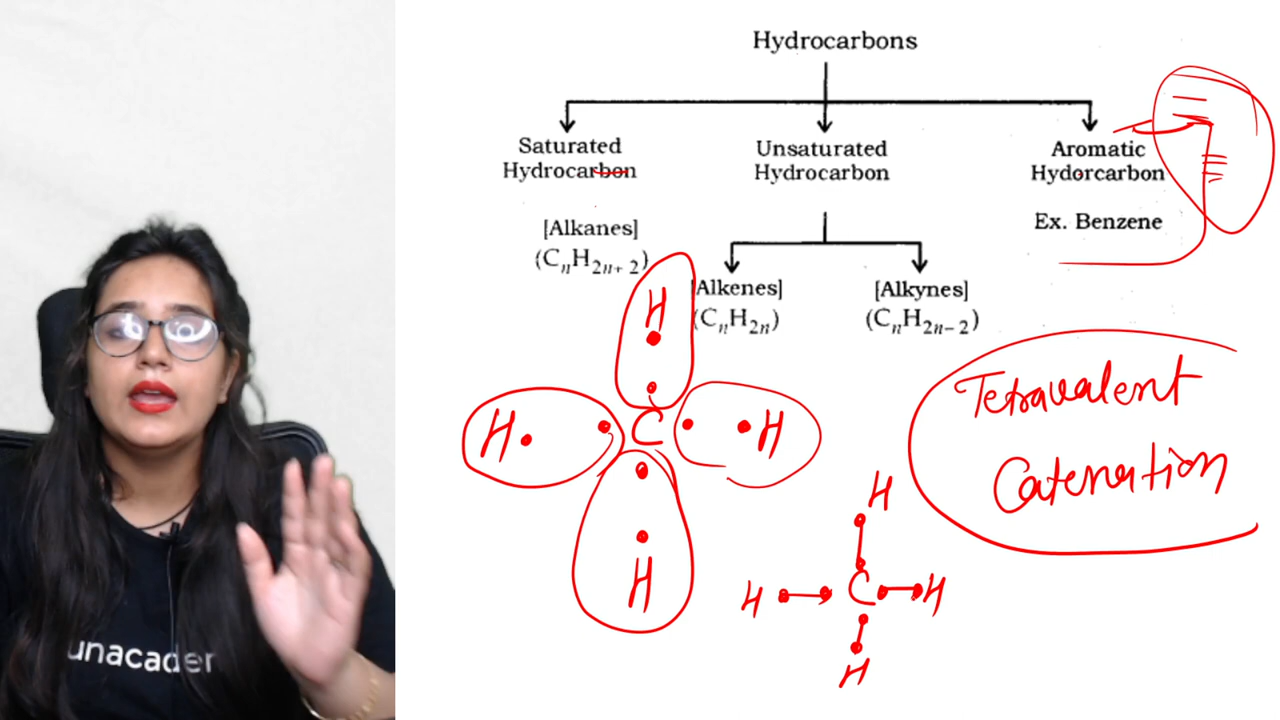 Hydrocarbons
Saturated
Hydrocarbon
Unsaturated
Hydrocarbon
Aromatic
Hydorcarbon
[Alkanes]
(CₙH₂ₙ₊ ₂)
Ex. Benzene
[Alkenes]
(CₙH₂ₙ)
[Alkynes]
(CₙH₂ₙ₋ ₂)
H
H C H
H
Tetravalent
Catenation
H
H C H
H
unacader